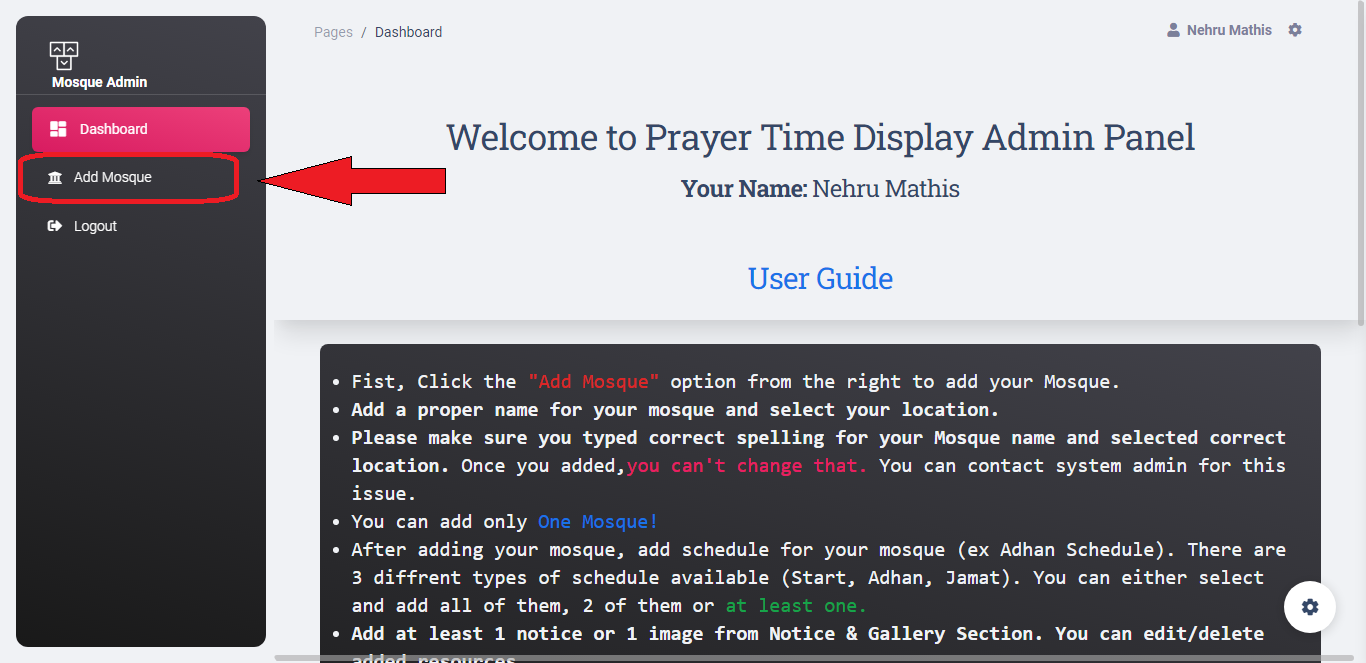 Mosque Admin
Dashboard
Add Mosque
Logout
Pages / Dashboard
Nehru Mathis
Welcome to Prayer Time Display Admin Panel
Your Name: Nehru Mathis
User Guide
• Fist, Click the "Add Mosque" option from the right to add your Mosque.
• Add a proper name for your mosque and select your location.
• Please make sure you typed correct spelling for your Mosque name and selected correct
location. Once you added,you can't change that. You can contact system admin for this
issue.
• You can add only One Mosque!
• After adding your mosque, add schedule for your mosque (ex Adhan Schedule). There are
3 diffrent types of schedule available (Start, Adhan, Jamat). You can either select
and add all of them, 2 of them or at least one.
• Add at least 1 notice or 1 image from Notice & Gallery Section. You can edit/delete
added resources